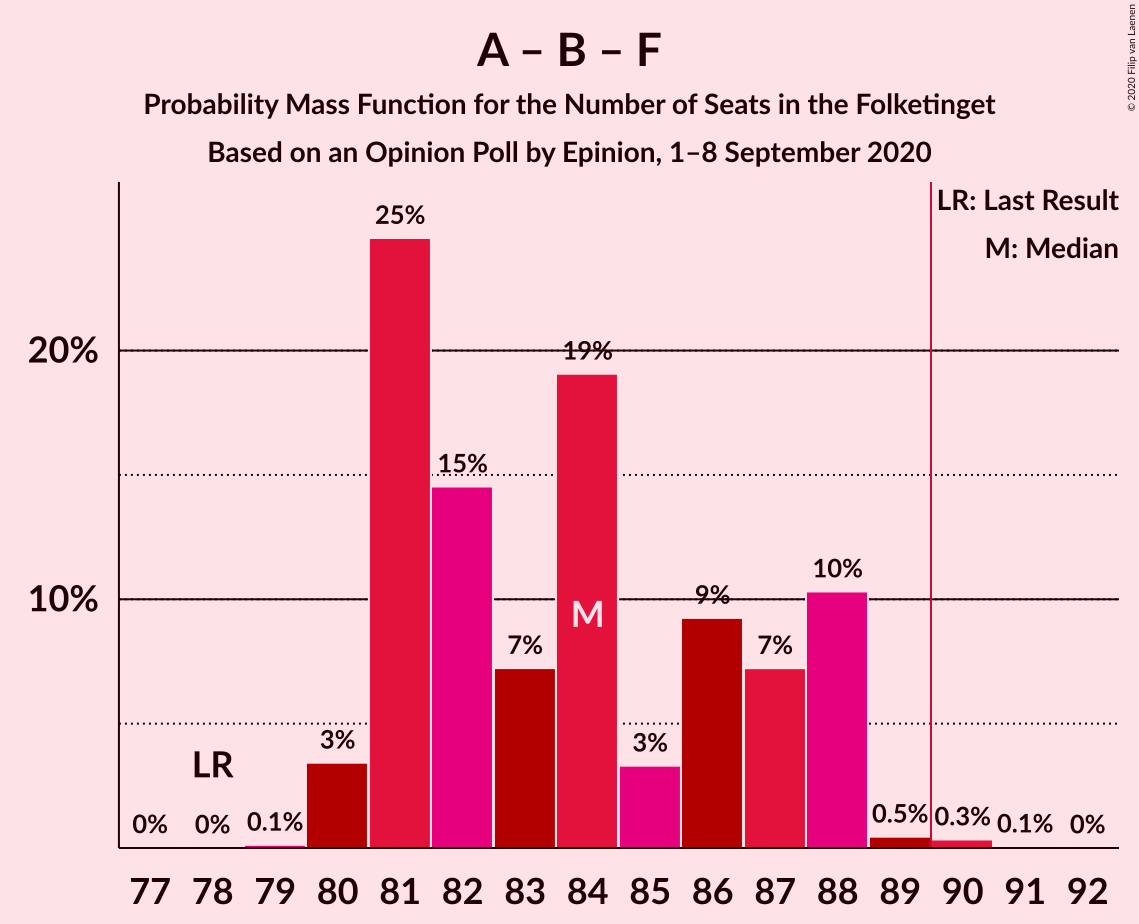 A – B – F
Probability Mass Function for the Number of Seats in the Folketinget
Based on an Opinion Poll by Epinion, 1–8 September 2020
© 2020 Filip van Laenen
LR: Last Result
M: Median
20%
10%
0%
0%
0.1%
3%
25%
15%
7%
19%
3%
9%
7%
10%
0.5%
0.3%
0.1%
0%
LR
M
77 78 79 80 81 82 83 84 85 86 87 88 89 90 91 92